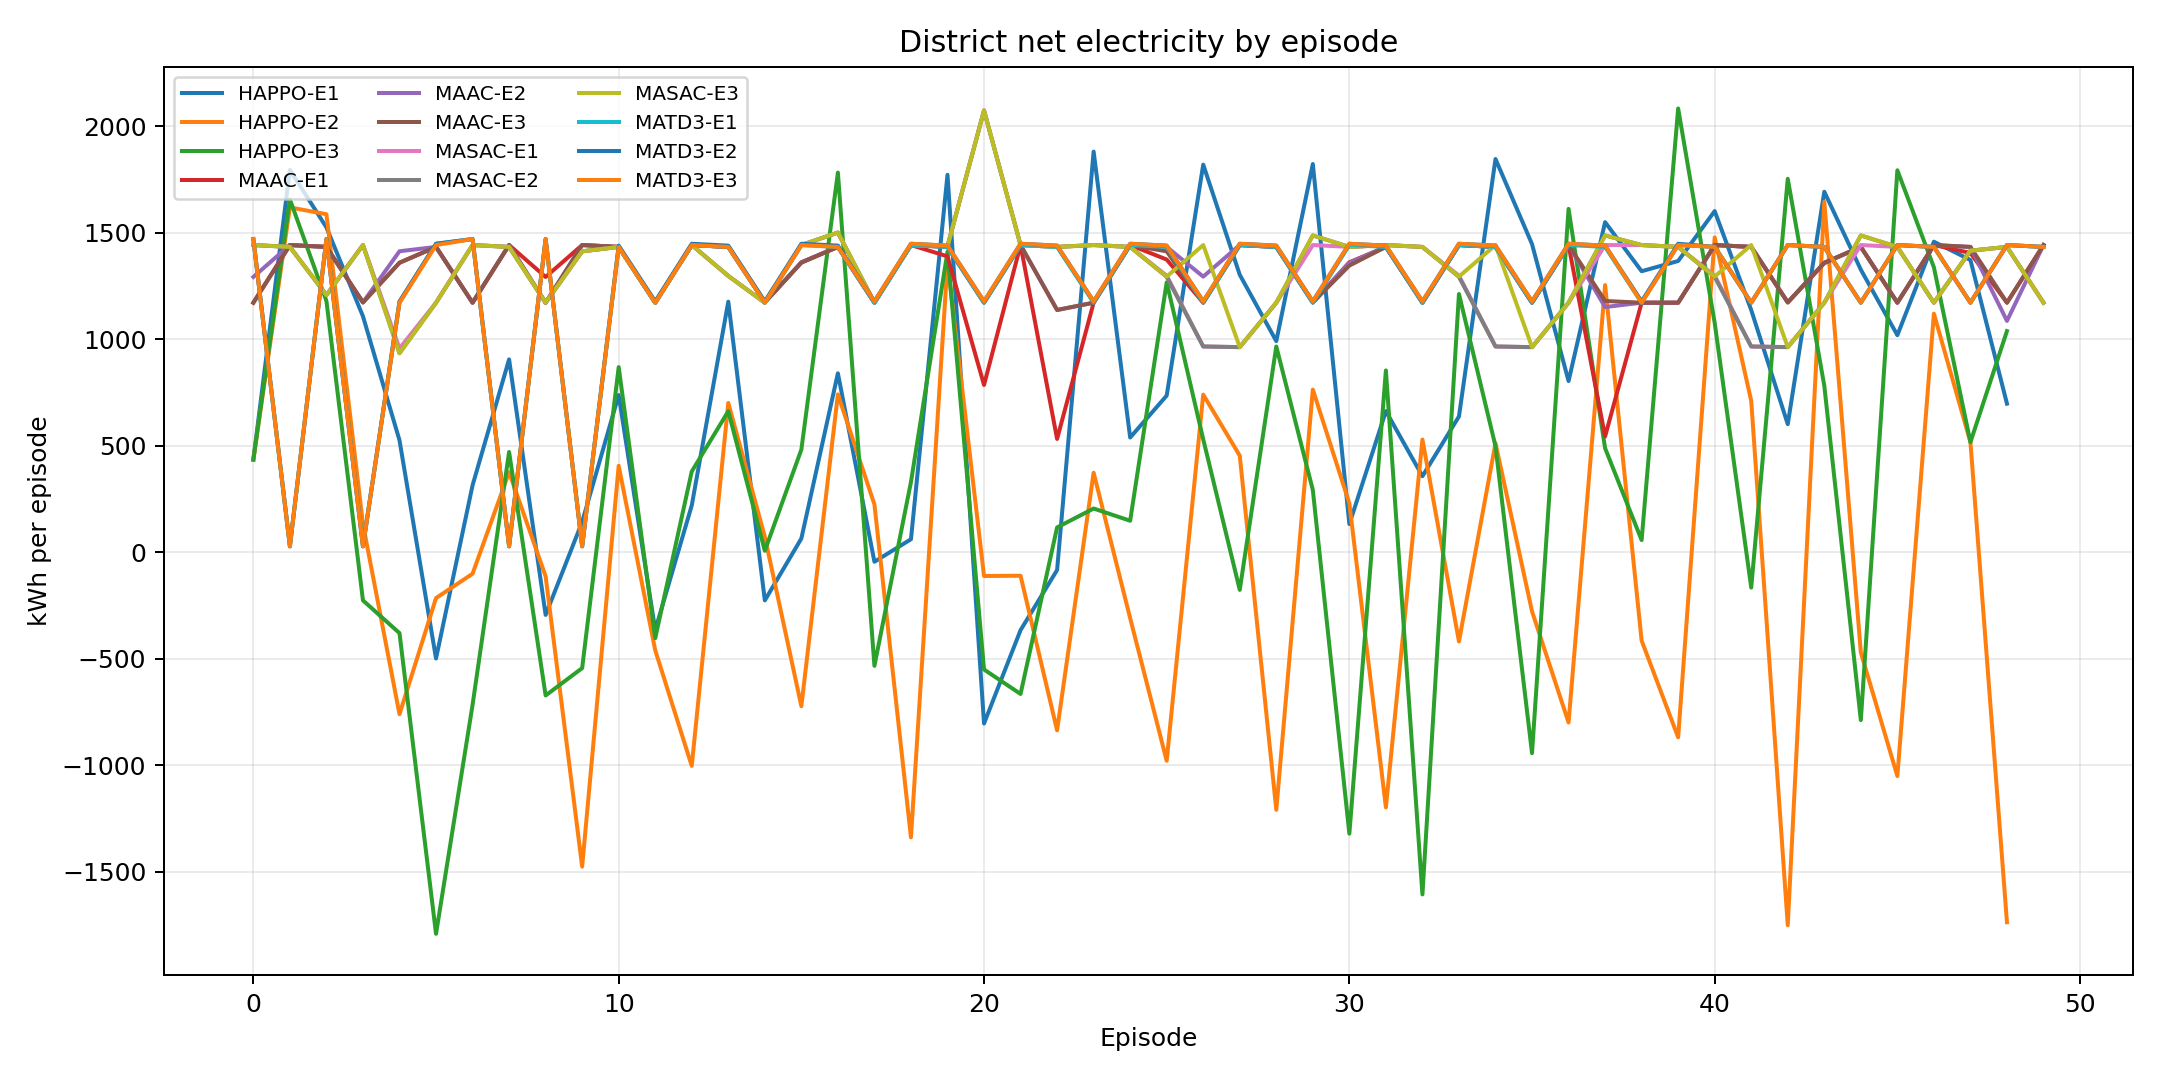 District net electricity by episode
HAPPO-E1
HAPPO-E2
HAPPO-E3
MAAC-E1
MAAC-E2
MAAC-E3
MASAC-E1
MASAC-E2
MASAC-E3
MATD3-E1
MATD3-E2
MATD3-E3
kWh per episode
2000
1500
1000
500
0
−500
−1000
−1500
0 10 20 30 40 50
Episode